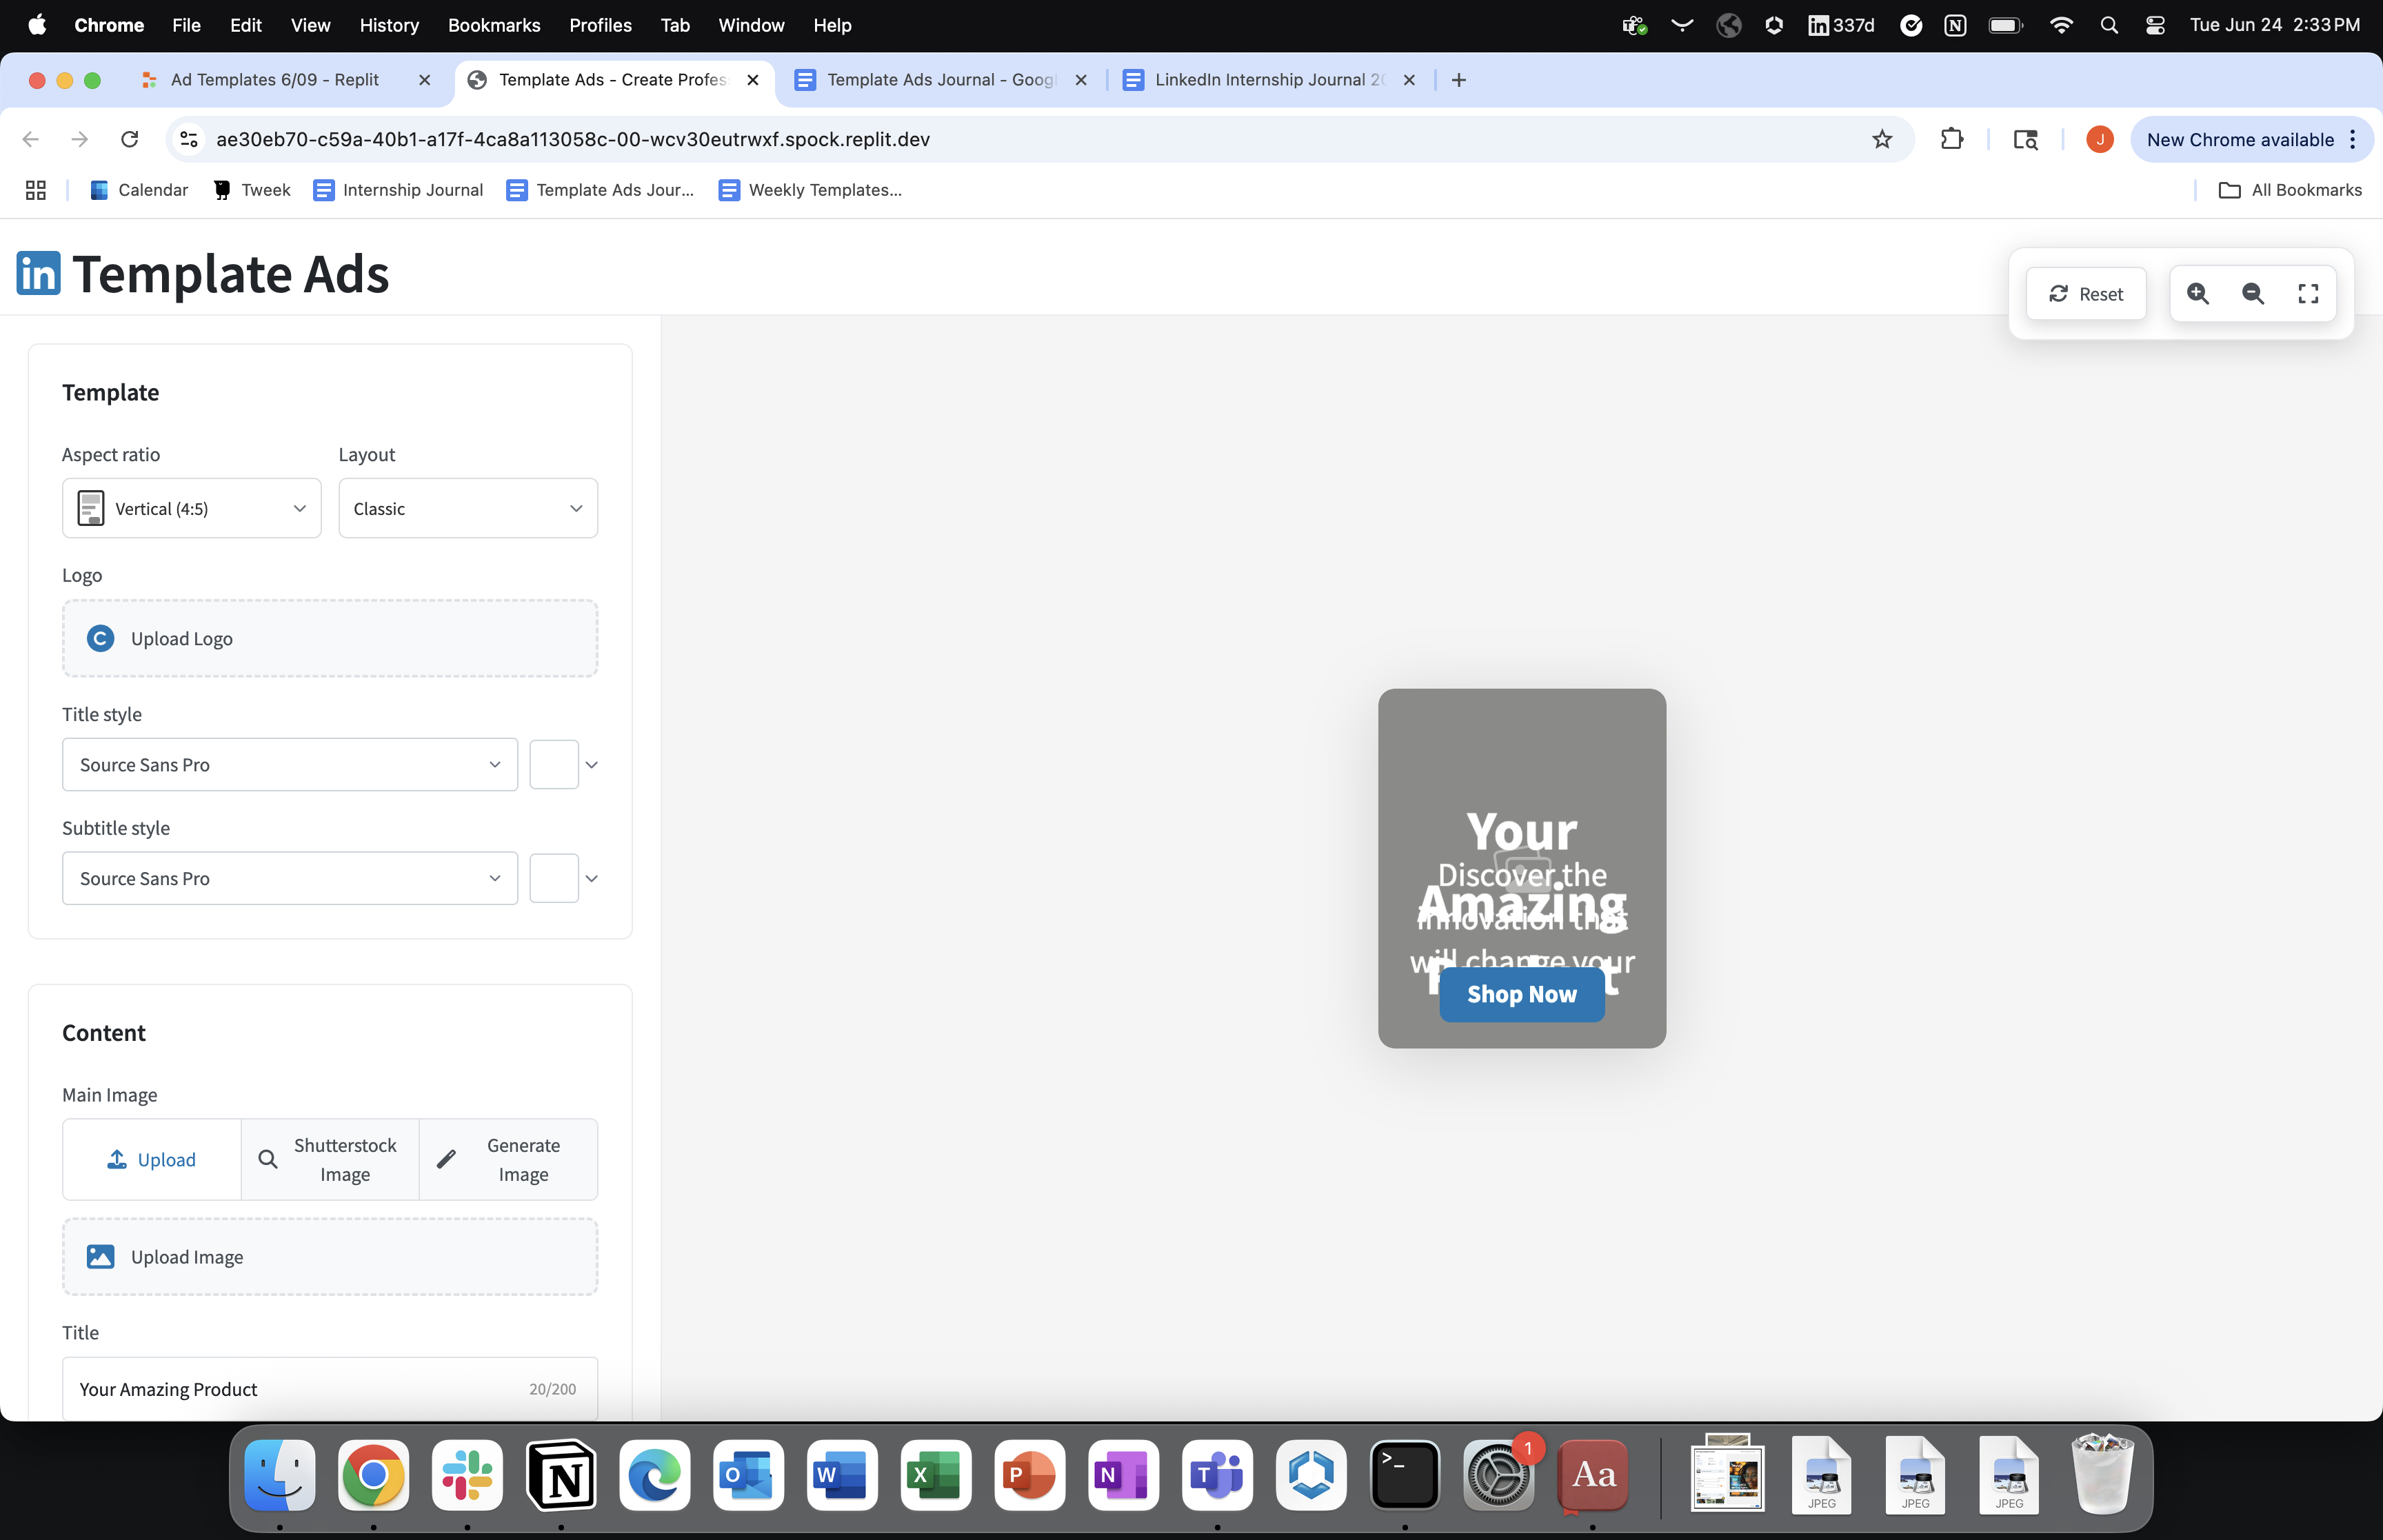 Chrome File Edit View History Bookmarks Profiles Tab Window Help
in 337d
Tue Jun 24 2:33 PM
Ad Templates 6/09 - Replit
Template Ads - Create Profes
Template Ads Journal - Goog
LinkedIn Internship Journal 20
ae30eb70-c59a-40b1-a17f-4ca8a113058c-00-wcv30eutrwxf.spock.replit.dev
J
New Chrome available
Calendar
Tweek
Internship Journal
Template Ads Jour...
Weekly Templates...
All Bookmarks
in Template Ads
Reset
Template
Aspect ratio
Layout
Vertical (4:5)
Classic
Logo
C Upload Logo
Title style
Source Sans Pro
Subtitle style
Source Sans Pro
Content
Main Image
Upload
Shutterstock
Image
Generate
Image
Upload Image
Title
Your Amazing Product
20/200
Your
Discover the
Amazing
innovation that
will change your
Shop Now
O
W
X
P
N
T
>_
1
Aa
JPEG
JPEG
JPEG